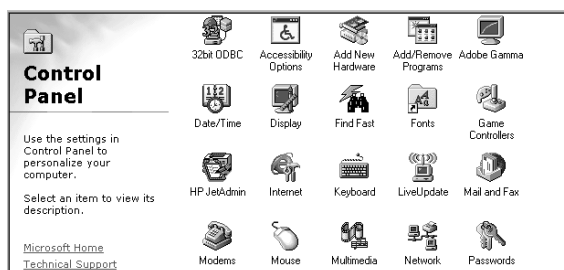 Control
Panel
Use the settings in
Control Panel to
personalize your
computer.
Select an item to view its
description.
Microsoft Home
Technical Support
32bit ODBC
Accessibility
Options
Add New
Hardware
Add/Remove
Programs
Adobe Gamma
Date/Time
Display
Find Fast
Fonts
Game
Controllers
HP JetAdmin
Internet
Keyboard
LiveUpdate
Mail and Fax
Modems
Mouse
Multimedia
Network
Passwords